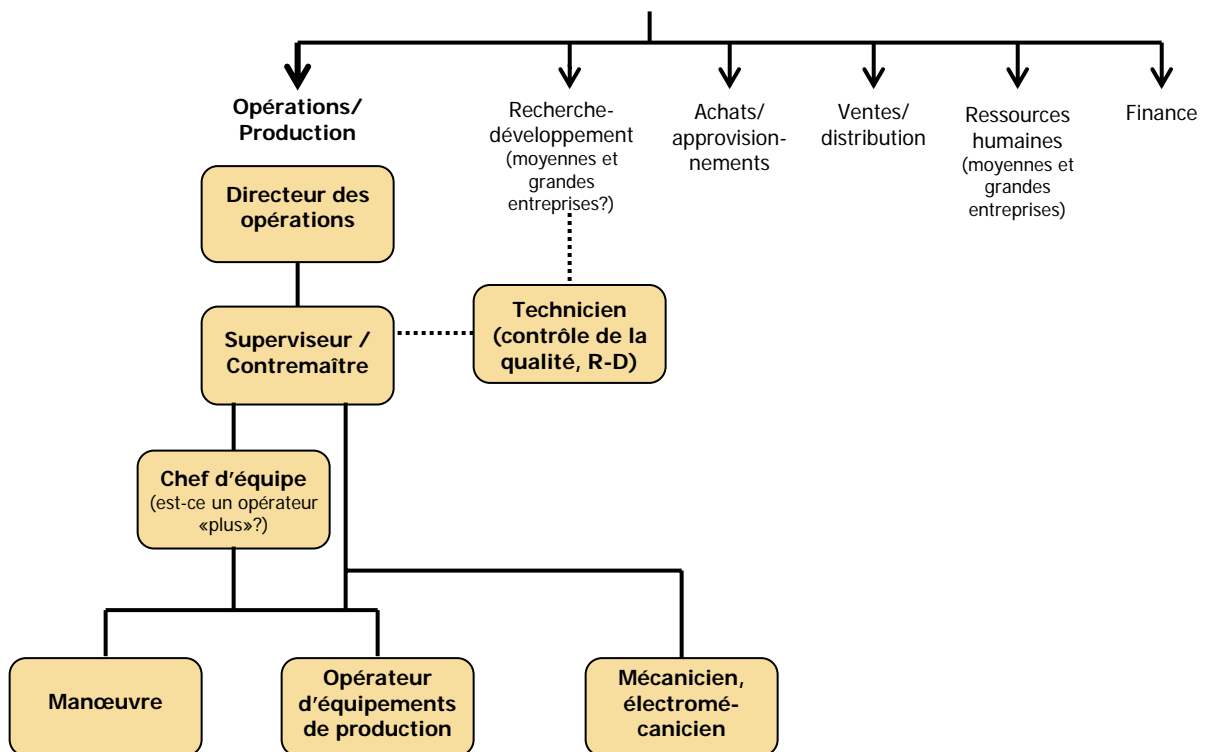 Opérations/
Production
Recherche-
développement
(moyennes et
grandes
entreprises?)
Achats/
approvision-
nements
Ventes/
distribution
Ressources
humaines
(moyennes et
grandes
entreprises)
Finance
Directeur des
opérations
Superviseur /
Contremaître
Technicien
(contrôle de la
qualité, R-D)
Chef d'équipe
(est-ce un opérateur
«plus»?)
Manœuvre
Opérateur
d'équipements
de production
Mécanicien,
électromé-
canicien